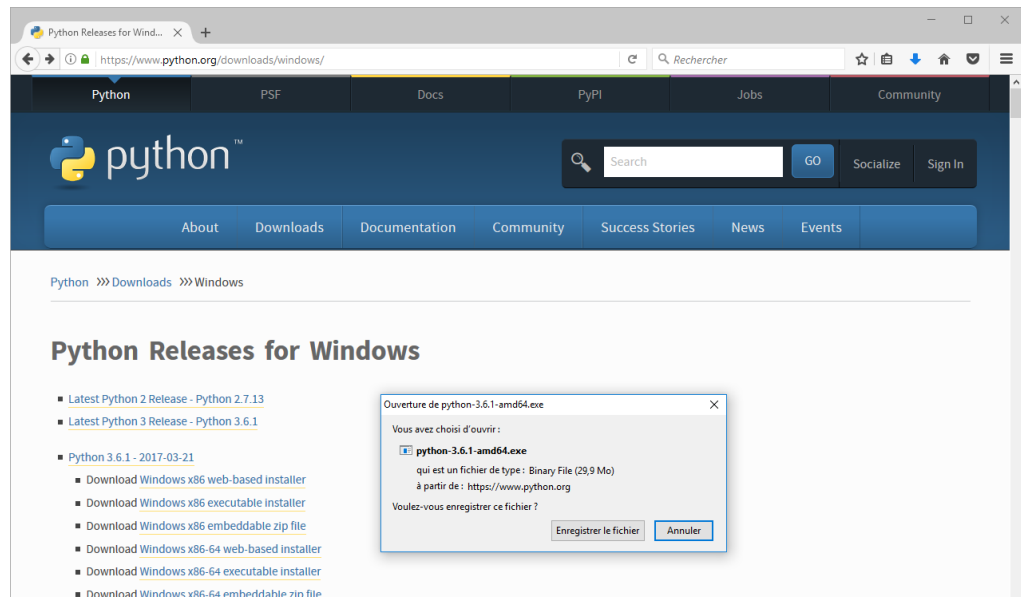 Python Releases for Wind...
https://www.python.org/downloads/windows/
Rechercher
Python PSF Docs PyPI Jobs Community
python™
Search GO Socialize Sign In
About Downloads Documentation Community Success Stories News Events
Python >>> Downloads >>> Windows
Python Releases for Windows
Latest Python 2 Release - Python 2.7.13
Latest Python 3 Release - Python 3.6.1
Python 3.6.1 - 2017-03-21
Download Windows x86 web-based installer
Download Windows x86 executable installer
Download Windows x86 embeddable zip file
Download Windows x86-64 web-based installer
Download Windows x86-64 executable installer
Download Windows x86-64 embeddable zip file
Ouverture de python-3.6.1-amd64.exe
Vous avez choisi d'ouvrir :
python-3.6.1-amd64.exe
qui est un fichier de type : Binary File (29,9 Mo)
à partir de : https://www.python.org
Voulez-vous enregistrer ce fichier ?
Enregistrer le fichier Annuler